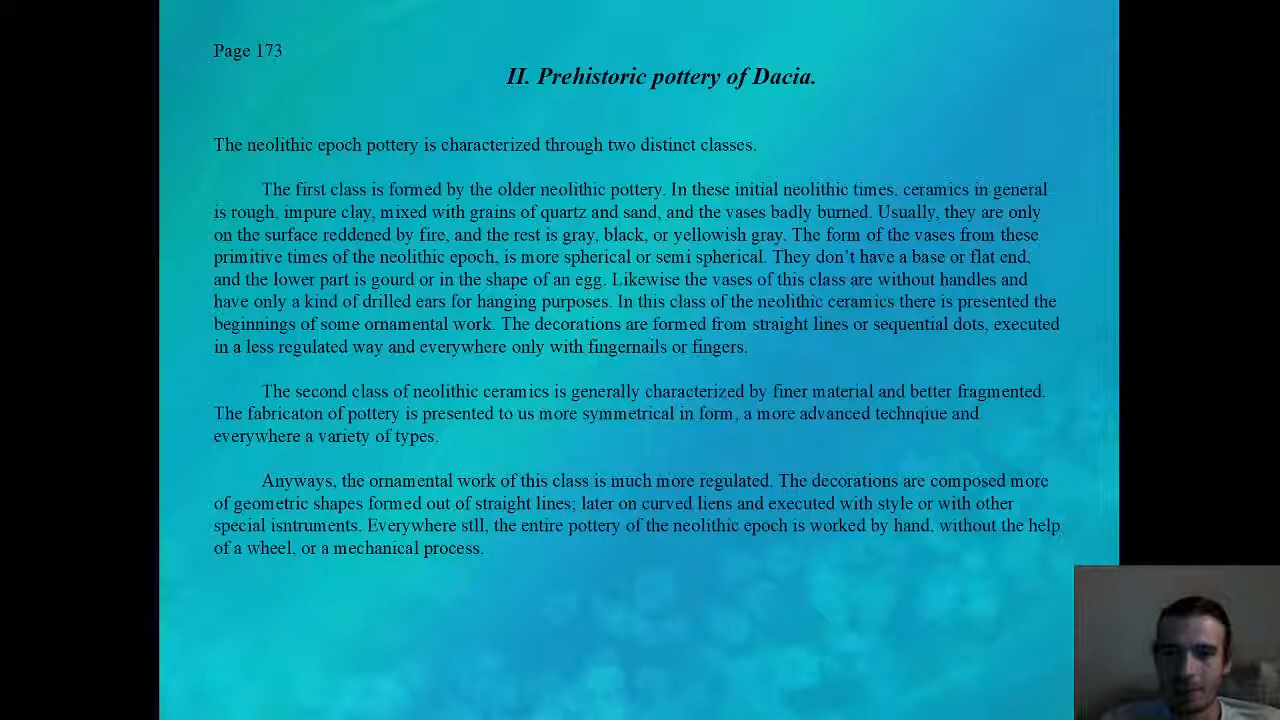 Page 173
II. Prehistoric pottery of Dacia.
The neolithic epoch pottery is characterized through two distinct classes.
The first class is formed by the older neolithic pottery. In these initial neolithic times, ceramics in general
is rough, impure clay, mixed with grains of quartz and sand, and the vases badly burned. Usually, they are only
on the surface reddened by fire, and the rest is gray, black, or yellowish gray. The form of the vases from these
primitive times of the neolithic epoch, is more spherical or semi spherical. They don't have a base or flat end,
and the lower part is gourd or in the shape of an egg. Likewise the vases of this class are without handles and
have only a kind of drilled ears for hanging purposes. In this class of the neolithic ceramics there is presented the
beginnings of some ornamental work. The decorations are formed from straight lines or sequential dots, executed
in a less regulated way and everywhere only with fingernails or fingers.
The second class of neolithic ceramics is generally characterized by finer material and better fragmented.
The fabricaton of pottery is presented to us more symmetrical in form, a more advanced technqiue and
everywhere a variety of types.
Anyways, the ornamental work of this class is much more regulated. The decorations are composed more
of geometric shapes formed out of straight lines; later on curved liens and executed with style or with other
special isntruments. Everywhere stll, the entire pottery of the neolithic epoch is worked by hand, without the help
of a wheel, or a mechanical process.